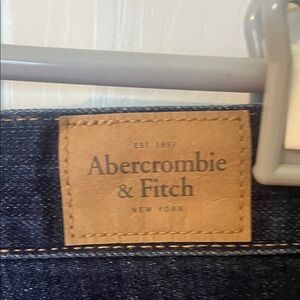 EST. 1892
Abercrombie
& Fitch
NEW YORK